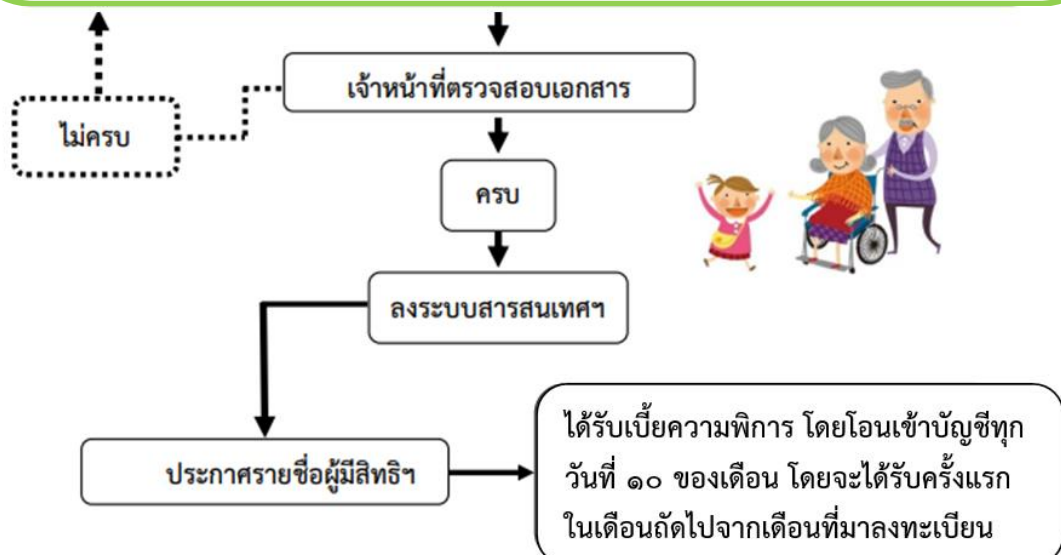 เจ้าหน้าที่ตรวจสอบเอกสาร
ไม่ครบ
ครบ
ลงระบบสารสนเทศฯ
ประกาศรายชื่อผู้มีสิทธิฯ
ได้รับเบี้ยความพิการ โดยโอนเข้าบัญชีทุก
วันที่ ๑๐ ของเดือน โดยจะได้รับครั้งแรก
ในเดือนถัดไปจากเดือนที่มาลงทะเบียน